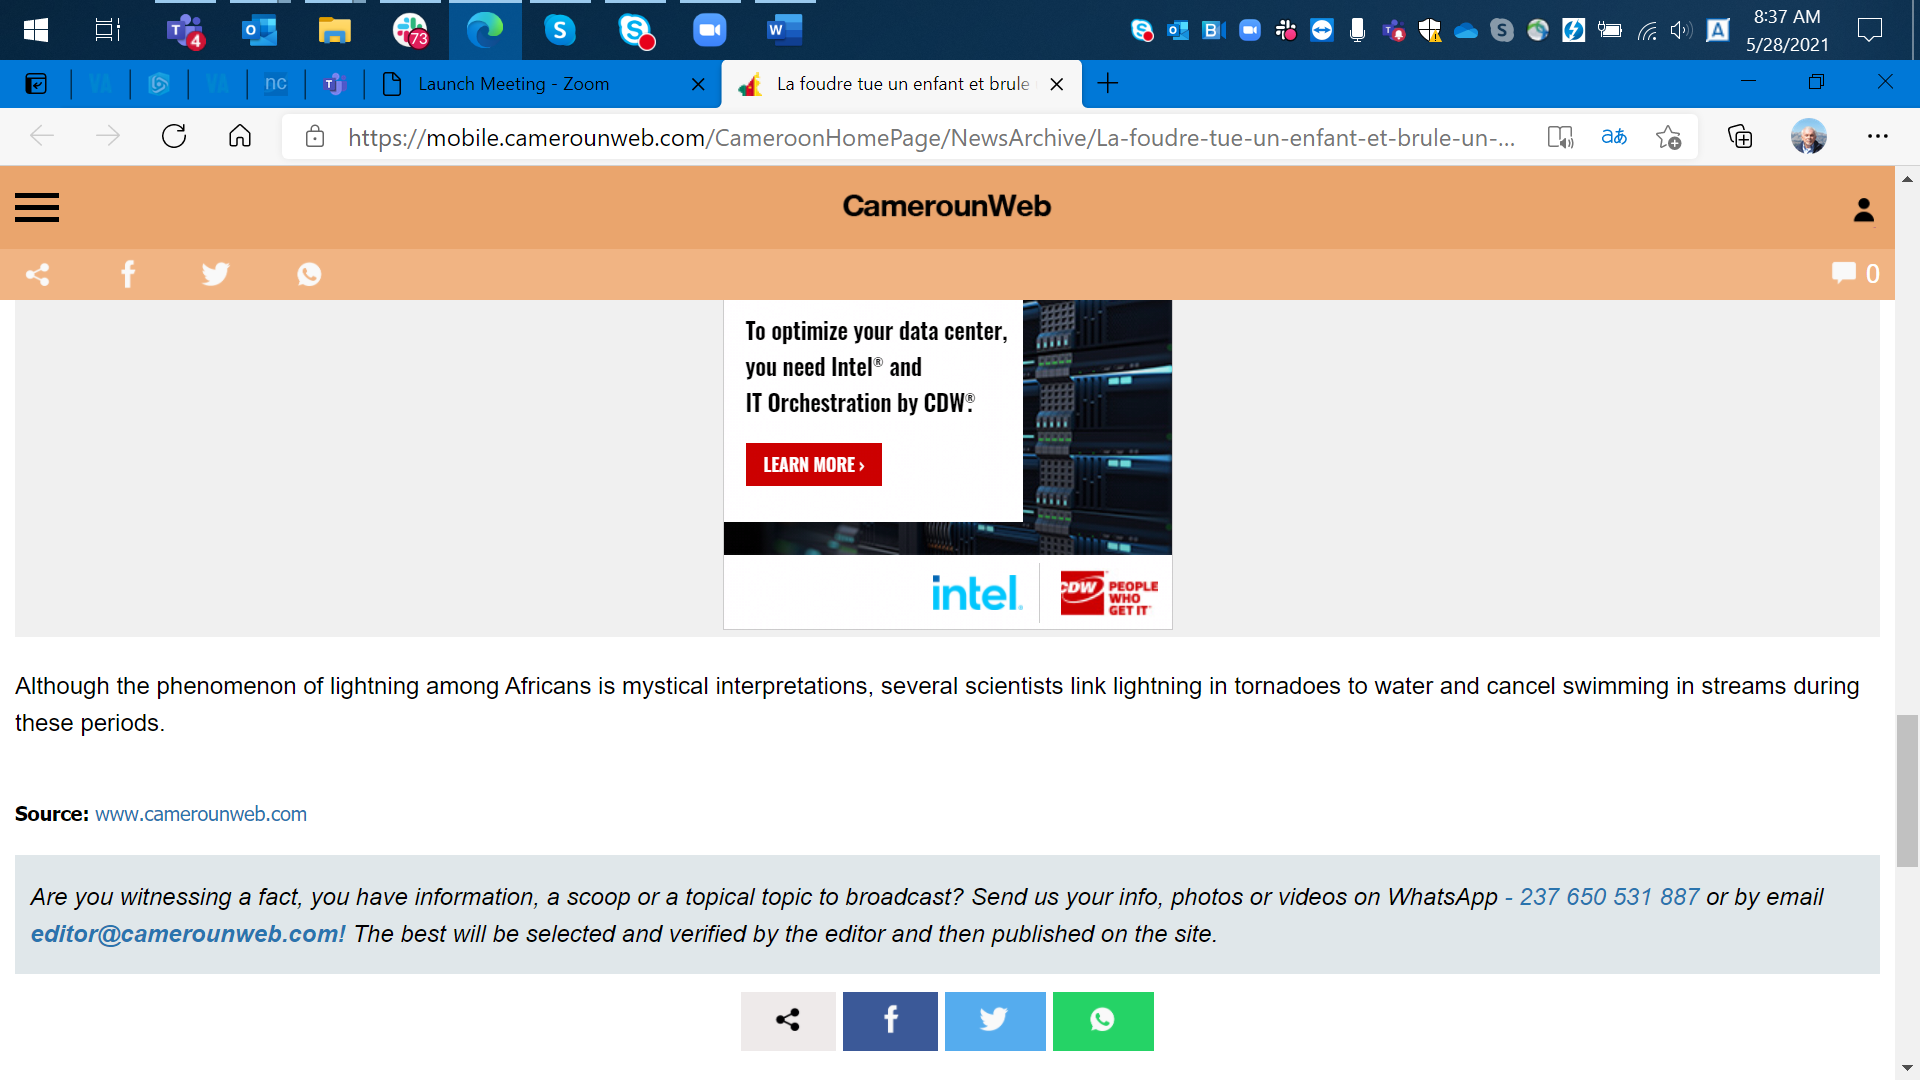 8:37 AM
5/28/2021
4
73
VA
VA
nc
Launch Meeting - Zoom
La foudre tue un enfant et brule
https://mobile.camerounweb.com/CameroonHomePage/NewsArchive/La-foudre-tue-un-enfant-et-brule-un-...
CamerounWeb
0
To optimize your data center,
you need Intel® and
IT Orchestration by CDW®.
LEARN MORE ›
intel.
CDW PEOPLE
WHO
GET IT™
Although the phenomenon of lightning among Africans is mystical interpretations, several scientists link lightning in tornadoes to water and cancel swimming in streams during
these periods.
Source: www.camerounweb.com
Are you witnessing a fact, you have information, a scoop or a topical topic to broadcast? Send us your info, photos or videos on WhatsApp - 237 650 531 887 or by email
editor@camerounweb.com! The best will be selected and verified by the editor and then published on the site.